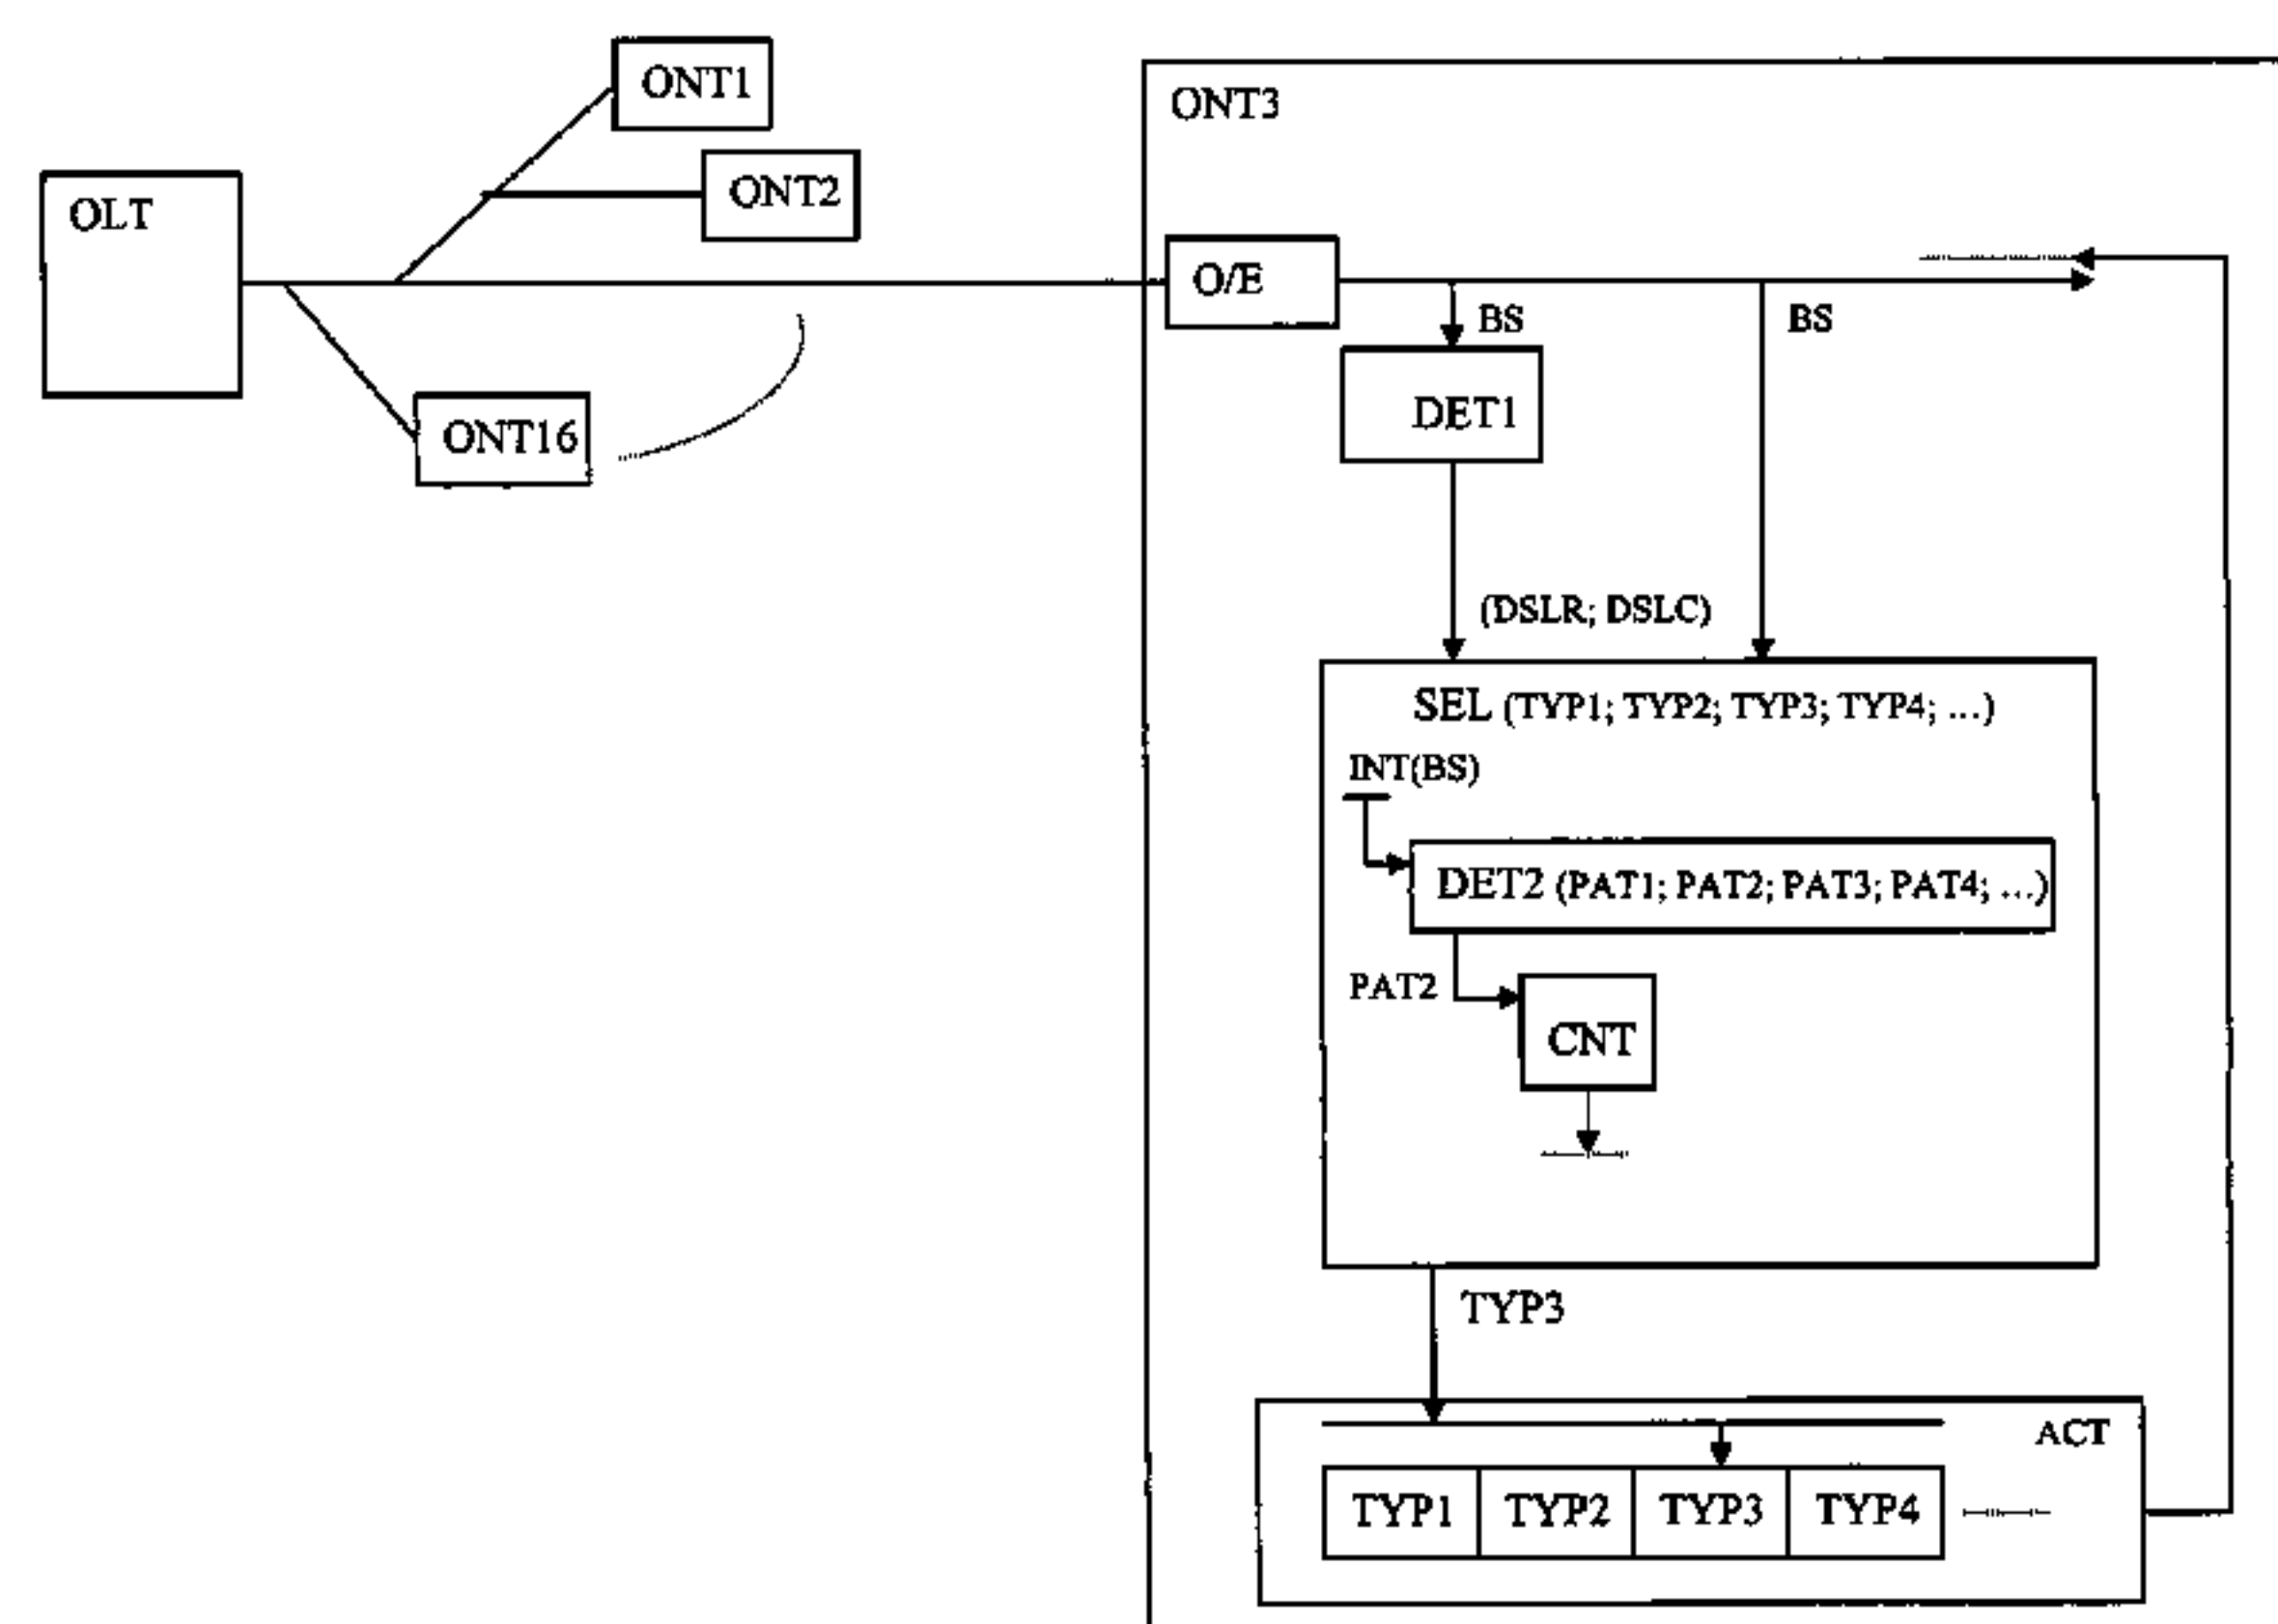 ONT1
ONT3
ONT2
OLT
O/E
BS
BS
DET1
ONT16
(DSLR; DSLC)
SEL (TYP1; TYP2; TYP3; TYP4; ...)
INT(BS)
DET2 (PAT1; PAT2; PAT3; PAT4; ...)
PAT2
CNT
TYP3
ACT
TYP1 TYP2 TYP3 TYP4